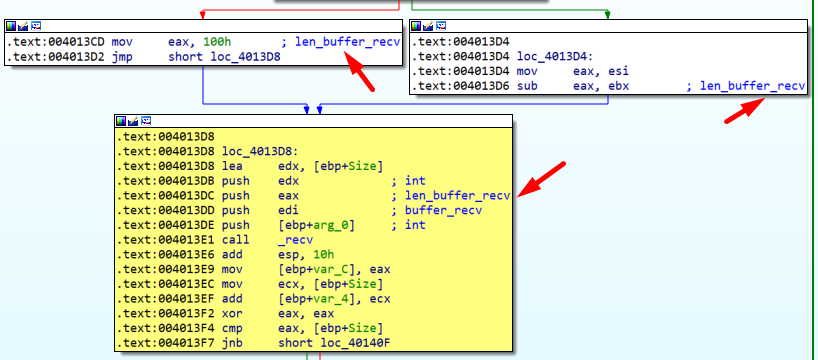 .text:004013CD mov eax, 100h ; len_buffer_recv
.text:004013D2 jmp short loc_4013D8
.text:004013D4
.text:004013D4 loc_4013D4:
.text:004013D4 mov eax, esi
.text:004013D6 sub eax, ebx ; len_buffer_recv
.text:004013D8
.text:004013D8 loc_4013D8:
.text:004013D8 lea edx, [ebp+Size]
.text:004013DB push edx ; int
.text:004013DC push eax ; len_buffer_recv
.text:004013DD push edi ; buffer_recv
.text:004013DE push [ebp+arg_0] ; int
.text:004013E1 call _recv
.text:004013E6 add esp, 10h
.text:004013E9 mov [ebp+var_C], eax
.text:004013EC mov ecx, [ebp+Size]
.text:004013EF add [ebp+var_4], ecx
.text:004013F2 xor eax, eax
.text:004013F4 cmp eax, [ebp+Size]
.text:004013F7 jnb short loc_40140F